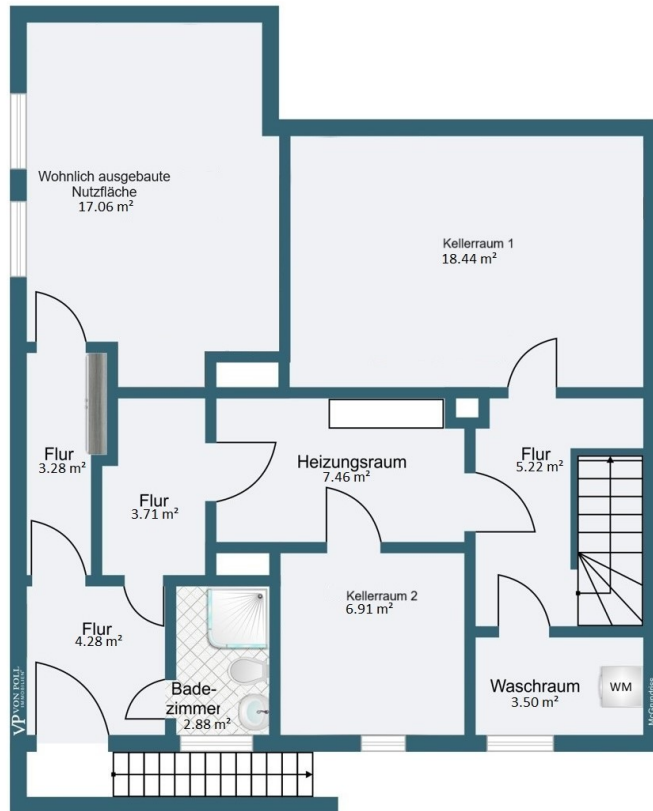 Wohnlich ausgebaute
Nutzfläche
17.06 m²
Kellerraum 1
18.44 m²
Flur
3.28 m²
Flur
3.71 m²
Heizungsraum
7.46 m²
Flur
5.22 m²
Kellerraum 2
6.91 m²
Flur
4.28 m²
Bade-
zimmer
2.88 m²
Waschraum
3.50 m²
WM
VP VON POLL
IMMOBILIEN
McGrundriss